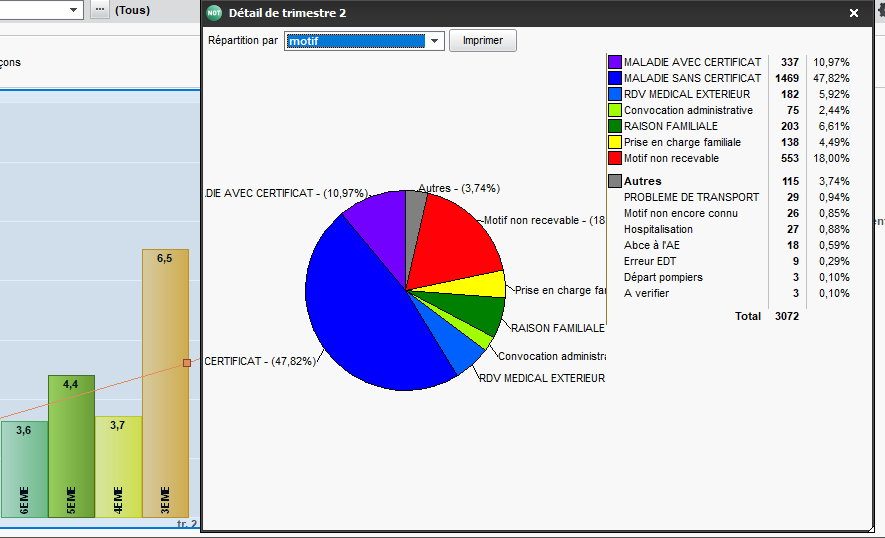 (Tous)
çons
6,5
4,4
3,6
3,7
6EME
5EME
4EME
3EME
tr. 2
NOT Détail de trimestre 2
Répartition par motif Imprimer
DIE AVEC CERTIFICAT - (10,97%)
Autres - (3,74%)
Motif non recevable - (18
Prise en charge fa
RAISON FAMILIALE
Convocation administra
RDV MEDICAL EXTERIEUR
CERTIFICAT - (47,82%)
MALADIE AVEC CERTIFICAT 337 10,97%
MALADIE SANS CERTIFICAT 1469 47,82%
RDV MEDICAL EXTERIEUR 182 5,92%
Convocation administrative 75 2,44%
RAISON FAMILIALE 203 6,61%
Prise en charge familiale 138 4,49%
Motif non recevable 553 18,00%
Autres 115 3,74%
PROBLEME DE TRANSPORT 29 0,94%
Motif non encore connu 26 0,85%
Hospitalisation 27 0,88%
Abce à l'AE 18 0,59%
Erreur EDT 9 0,29%
Départ pompiers 3 0,10%
A verifier 3 0,10%
Total 3072